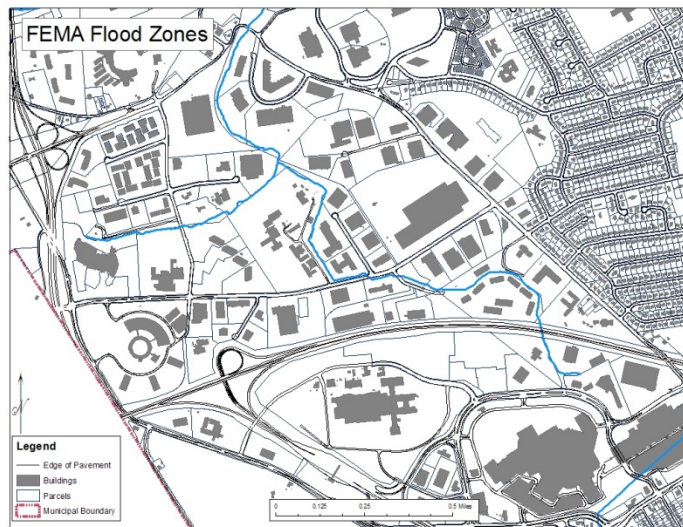 FEMA Flood Zones
N
Legend
Edge of Pavement
Buildings
Parcels
Municipal Boundary
0 0.125 0.25 0.5 Miles